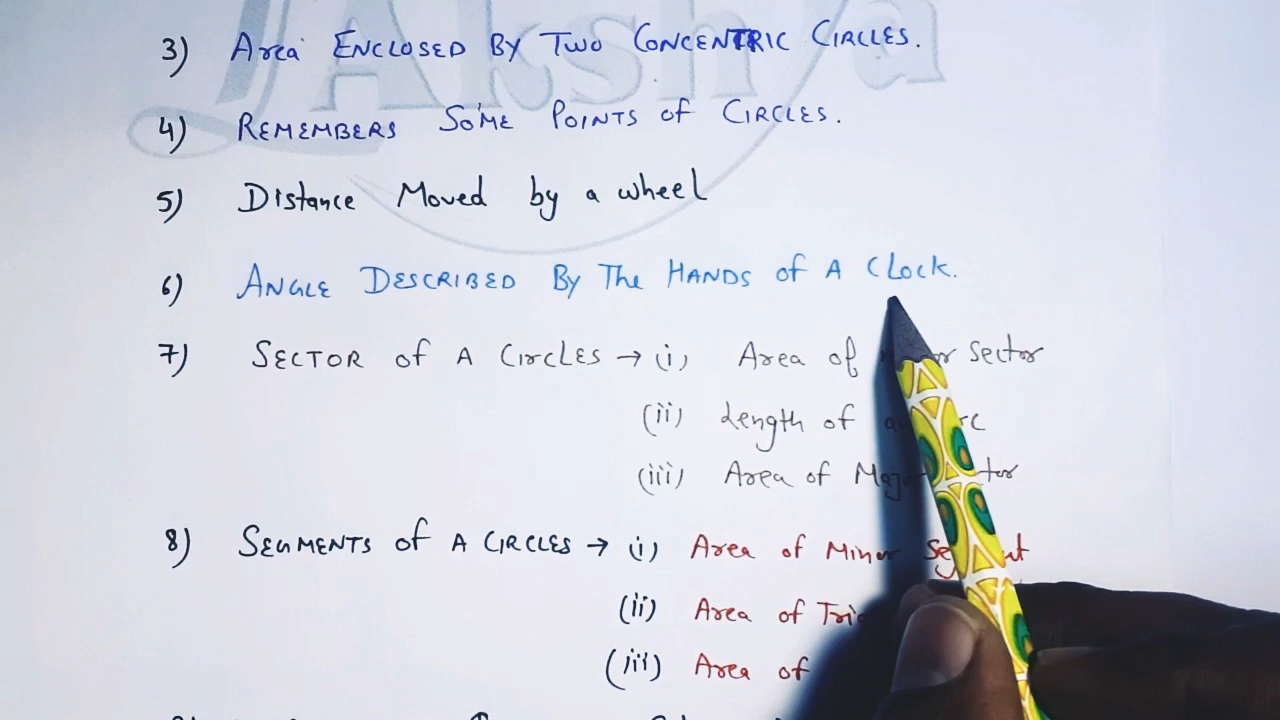 Akshya
3) Area ENCLOSED BY TWO CONCENTRIC CIRCLES.
4) REMEMBERS SOME POINTS of CIRCLES.
5) Distance Moved by a wheel
6) ANGLE DESCRIBED By The HANDS of A CLOCK.
7) SECTOR of A CIrCLES → (i) Area of Sector
(ii) Length of
(iii) Area of
8) SEGMENTS of A CIRCLES → (i) Area of Minor
(ii) Area of
(iii) Area of